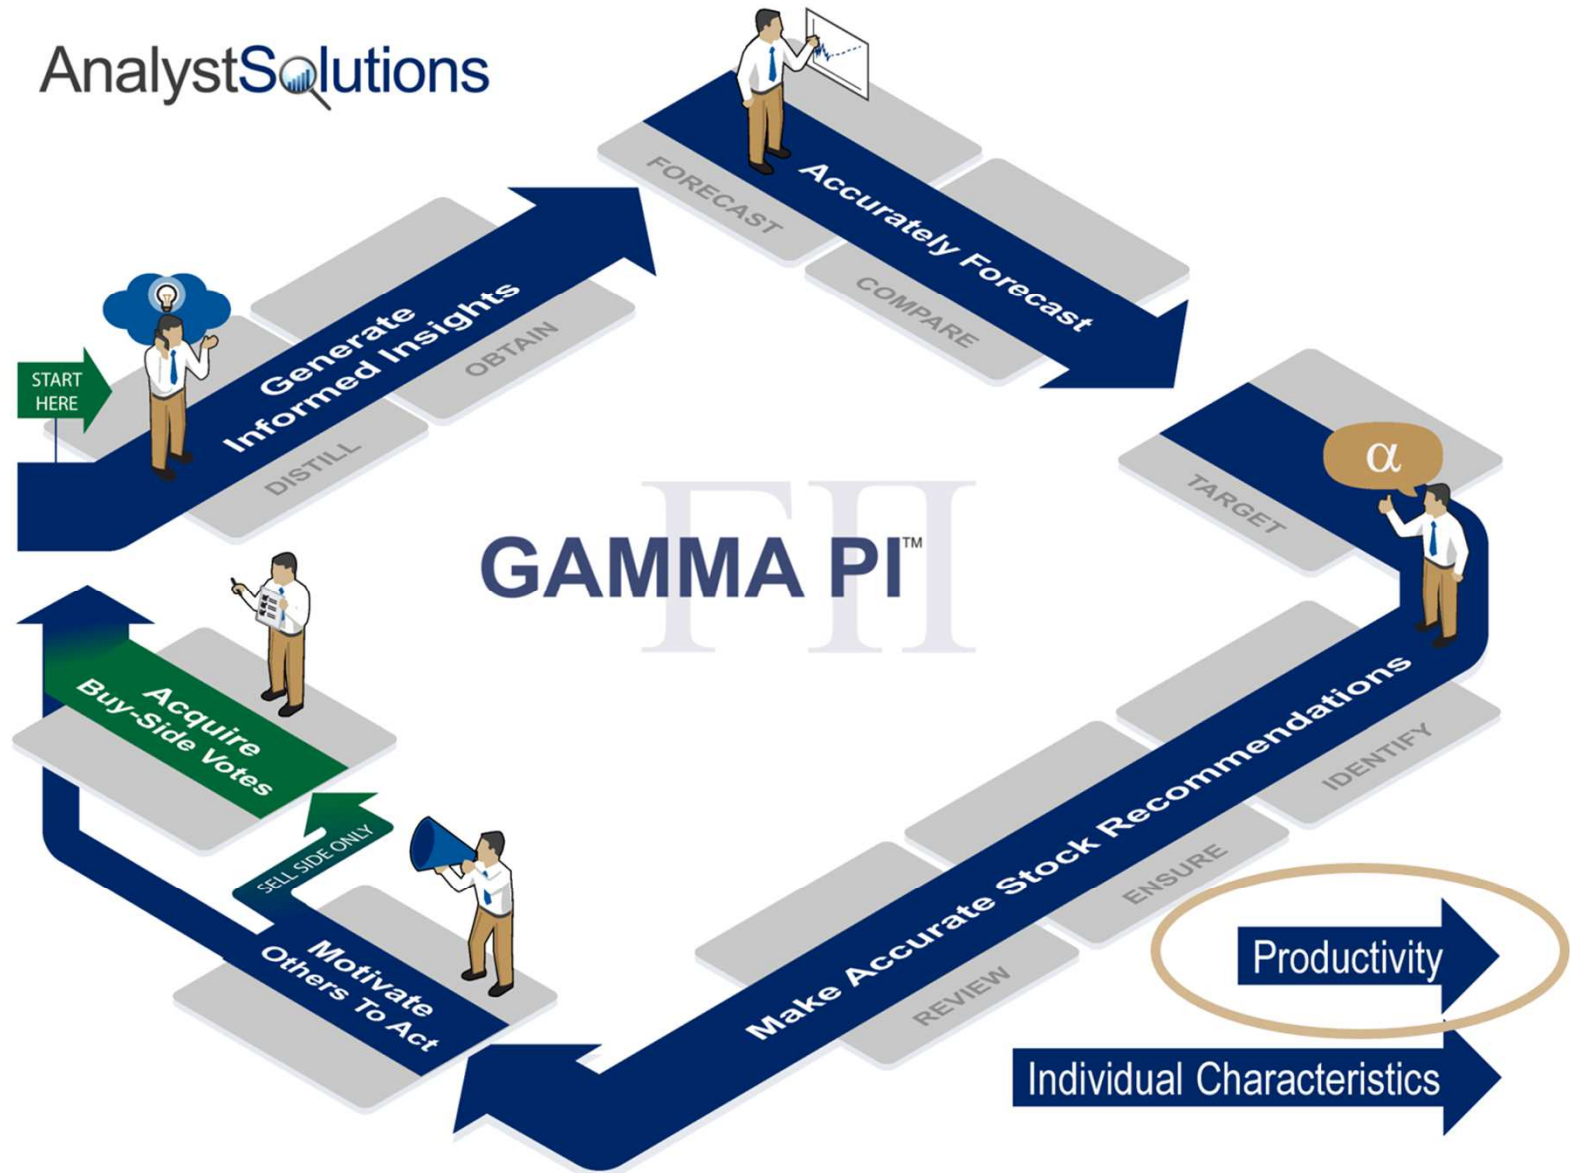 AnalystSolutions
START
HERE
Generate
Informed Insights
DISTILL
OBTAIN
Accurately Forecast
FORECAST
COMPARE
α
TARGET
Make Accurate Stock Recommendations
IDENTIFY
ENSURE
REVIEW
Motivate
Others To Act
SELL SIDE ONLY
Acquire
Buy-Side Votes
ΓΠ
GAMMA PI™
Productivity
Individual Characteristics